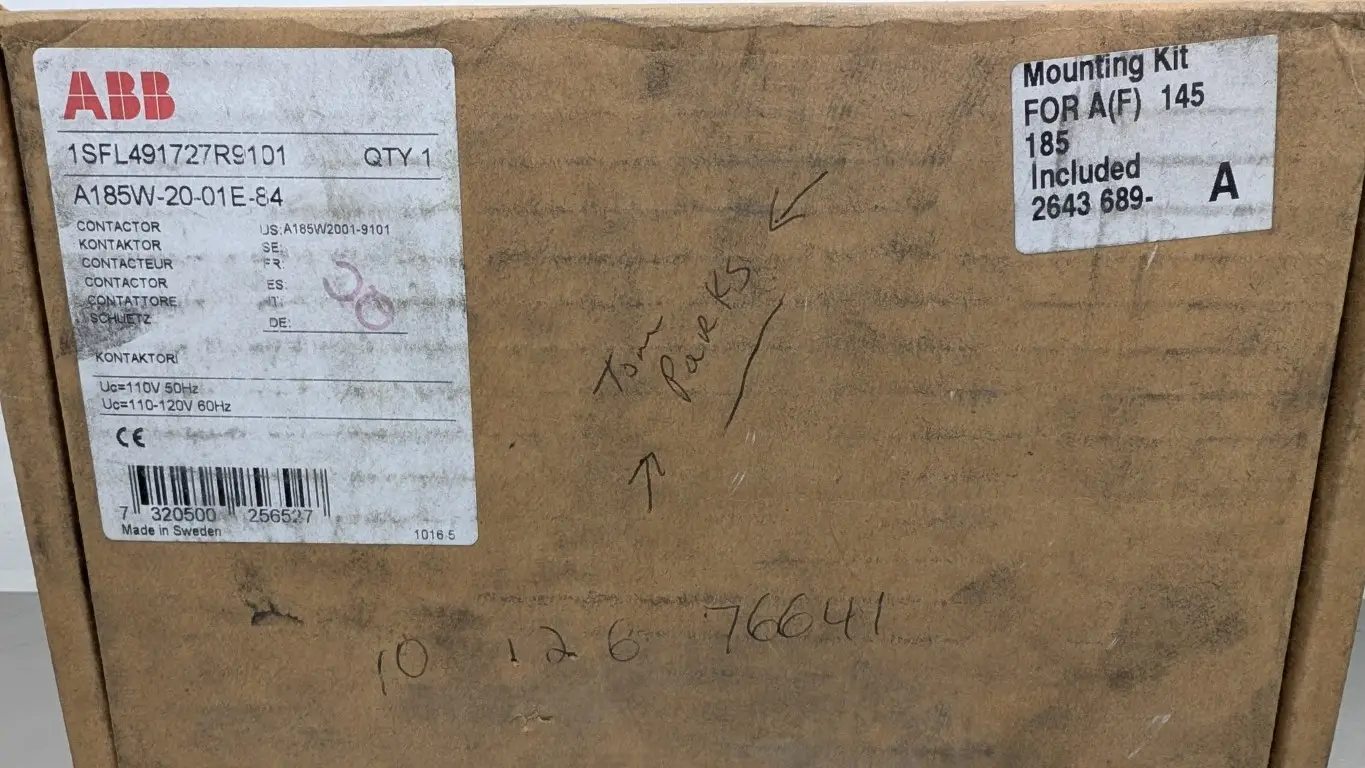 ABB
1SFL491727R9101 QTY 1
A185W-20-01E-84
CONTACTOR US:A185W2001-9101
KONTAKTOR SE:
CONTACTEUR FR:
CONTACTOR ES:
CONTATTORE IT:
SCHUETZ DE:
KONTAKTORI
Uc=110V 50Hz
Uc=110-120V 60Hz
CE
7 320500 256527
Made in Sweden 1016 5
Mounting Kit
FOR A(F) 145
185
Included
2643 689- A
Tom
Parks
10 126 76641